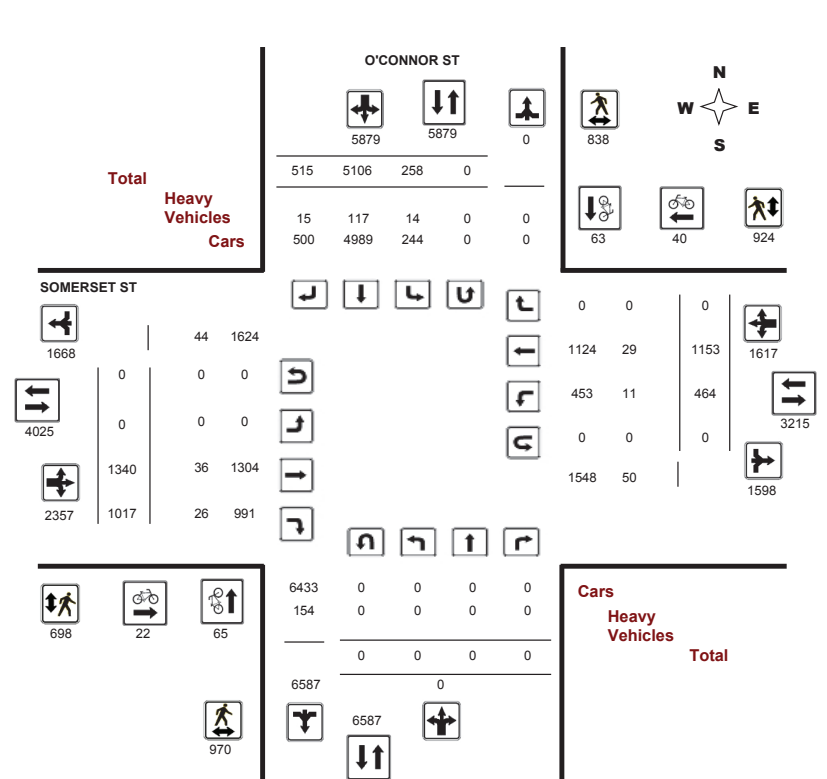 O'CONNOR ST
N
W E
S
5879 5879 0 838
515 5106 258 0
Total
Heavy
Vehicles 15 117 14 0 0
Cars 500 4989 244 0 0
63 40 924
SOMERSET ST
1668 44 1624
0 0 0
4025 0 0 0
1340 36 1304
2357 1017 26 991
0 0 0
1124 29 1153 1617
453 11 464
3215
0 0 0
1548 50 1598
698 22 65
970
6433 0 0 0 0
154 0 0 0 0
0 0 0 0
6587 0
6587
Cars
Heavy
Vehicles
Total